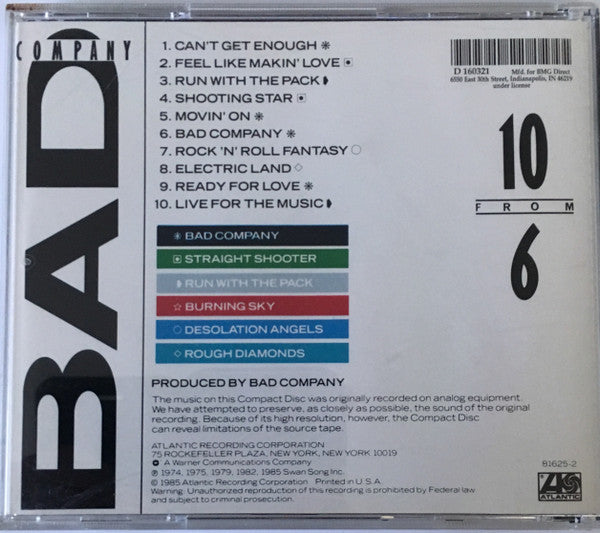 BAD
COMPANY
1. CAN'T GET ENOUGH ✳
2. FEEL LIKE MAKIN' LOVE ▣
3. RUN WITH THE PACK ◗
4. SHOOTING STAR ▣
5. MOVIN' ON ✳
6. BAD COMPANY ✳
7. ROCK 'N' ROLL FANTASY ○
8. ELECTRIC LAND ◇
9. READY FOR LOVE ✳
10. LIVE FOR THE MUSIC ◗
✳ BAD COMPANY
▣ STRAIGHT SHOOTER
◗ RUN WITH THE PACK
☆ BURNING SKY
○ DESOLATION ANGELS
◇ ROUGH DIAMONDS
PRODUCED BY BAD COMPANY
The music on this Compact Disc was originally recorded on analog equipment.
We have attempted to preserve, as closely as possible, the sound of the original
recording. Because of its high resolution, however, the Compact Disc
can reveal limitations of the source tape.
ATLANTIC RECORDING CORPORATION
75 ROCKEFELLER PLAZA, NEW YORK, NEW YORK 10019
A Warner Communications Company
℗ 1974, 1975, 1979, 1982, 1985 Swan Song Inc.
© 1985 Atlantic Recording Corporation Printed in U.S.A.
Warning: Unauthorized reproduction of this recording is prohibited by Federal law
and subject to criminal prosecution.
D 160321 Mfd. for BMG Direct
6550 East 30th Street, Indianapolis, IN 46219
under license
10
FROM
6
81625-2
ATLANTIC